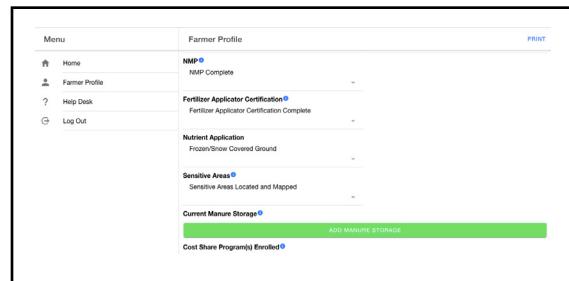 Menu
Home
Farmer Profile
Help Desk
Log Out
Farmer Profile
PRINT
NMP
NMP Complete
Fertilizer Applicator Certification
Fertilizer Applicator Certification Complete
Nutrient Application
Frozen/Snow Covered Ground
Sensitive Areas
Sensitive Areas Located and Mapped
Current Manure Storage
ADD MANURE STORAGE
Cost Share Program(s) Enrolled